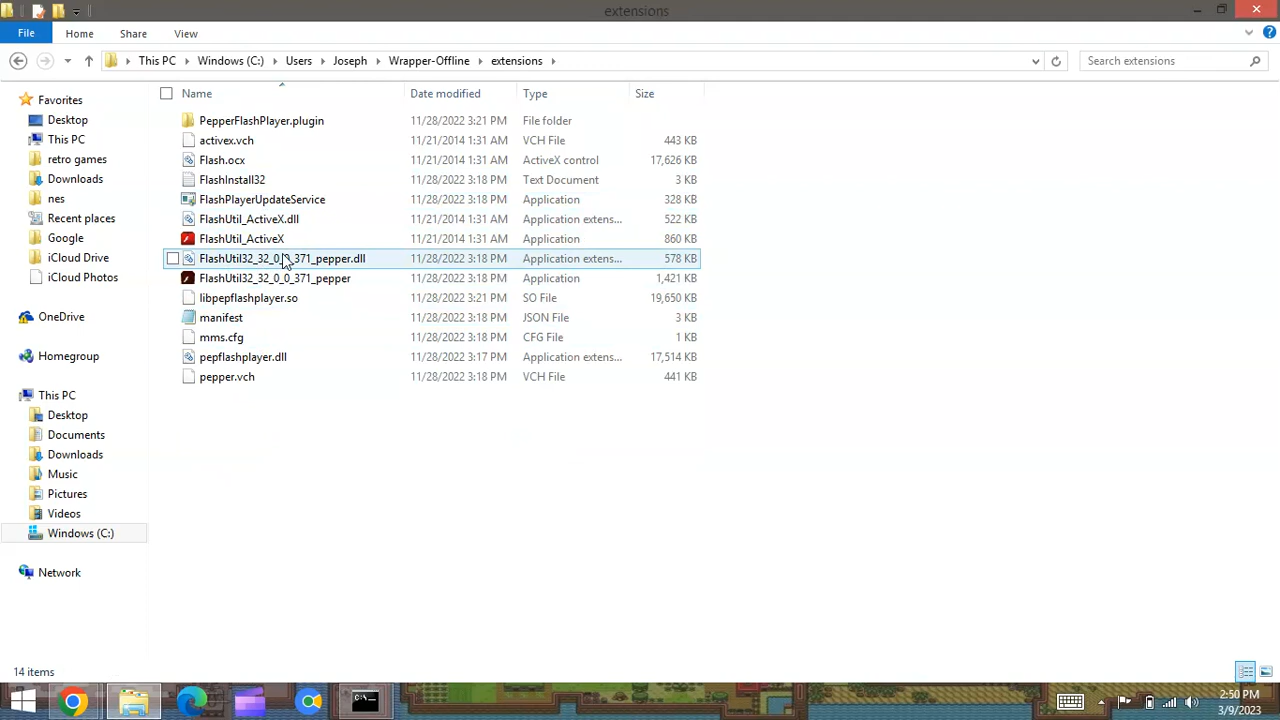 extensions
File Home Share View
This PC Windows (C:) Users Joseph Wrapper-Offline extensions Search extensions
Name Date modified Type Size
PepperFlashPlayer.plugin 11/28/2022 3:21 PM File folder
activex.vch 11/21/2014 1:31 AM VCH File 443 KB
Flash.ocx 11/21/2014 1:31 AM ActiveX control 17,626 KB
FlashInstall32 11/28/2022 3:18 PM Text Document 3 KB
FlashPlayerUpdateService 11/28/2022 3:18 PM Application 328 KB
FlashUtil_ActiveX.dll 11/21/2014 1:31 AM Application extens... 522 KB
FlashUtil_ActiveX 11/21/2014 1:31 AM Application 860 KB
FlashUtil32_32_0_0_371_pepper.dll 11/28/2022 3:18 PM Application extens... 578 KB
FlashUtil32_32_0_0_371_pepper 11/28/2022 3:18 PM Application 1,421 KB
libpepflashplayer.so 11/28/2022 3:21 PM SO File 19,650 KB
manifest 11/28/2022 3:18 PM JSON File 3 KB
mms.cfg 11/28/2022 3:18 PM CFG File 1 KB
pepflashplayer.dll 11/28/2022 3:17 PM Application extens... 17,514 KB
pepper.vch 11/28/2022 3:18 PM VCH File 441 KB
Favorites
Desktop
This PC
retro games
Downloads
nes
Recent places
Google
iCloud Drive
iCloud Photos
OneDrive
Homegroup
This PC
Desktop
Documents
Downloads
Music
Pictures
Videos
Windows (C:)
Network
14 items
C:\
2:50 PM
3/9/2023